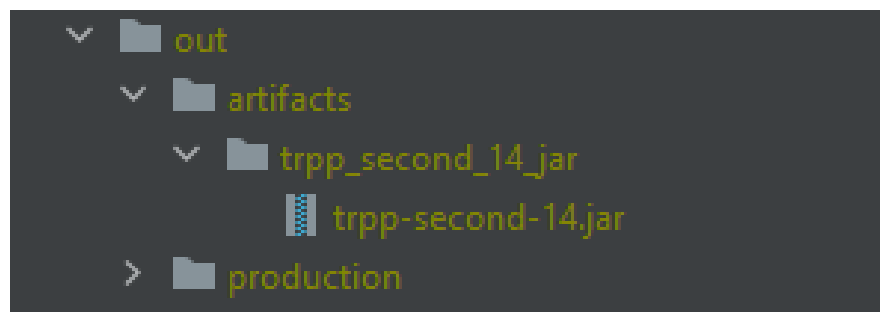 out
artifacts
trpp_second_14_jar
trpp-second-14.jar
production